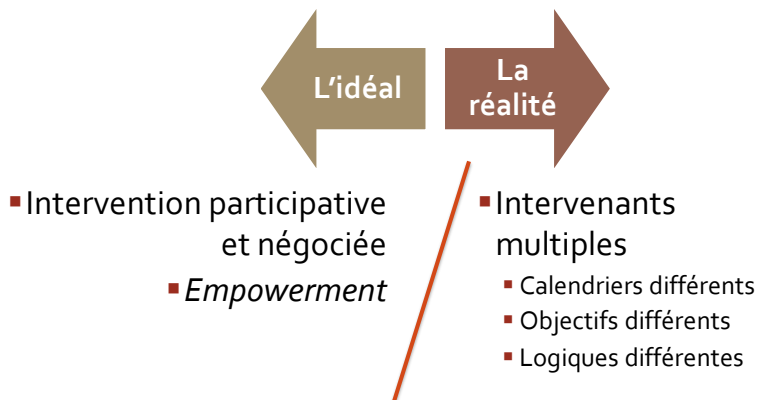 L'idéal
La
réalité
▪Intervention participative
et négociée
▪Empowerment
▪Intervenants
multiples
▪ Calendriers différents
▪ Objectifs différents
▪ Logiques différentes